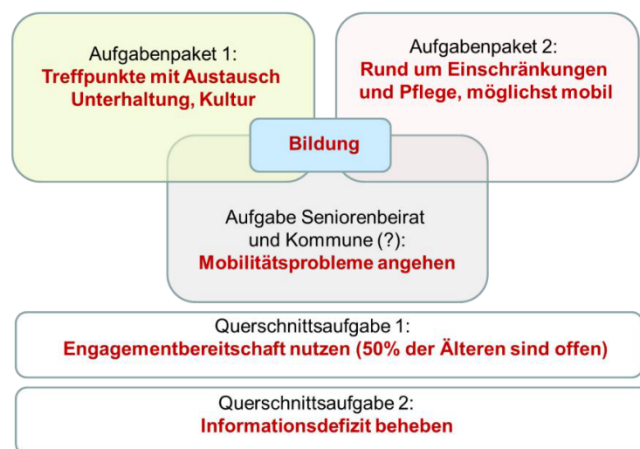 Aufgabenpaket 1:
Treffpunkte mit Austausch
Unterhaltung, Kultur
Aufgabenpaket 2:
Rund um Einschränkungen
und Pflege, möglichst mobil
Bildung
Aufgabe Seniorenbeirat
und Kommune (?):
Mobilitätsprobleme angehen
Querschnittsaufgabe 1:
Engagementbereitschaft nutzen (50% der Älteren sind offen)
Querschnittsaufgabe 2:
Informationsdefizit beheben